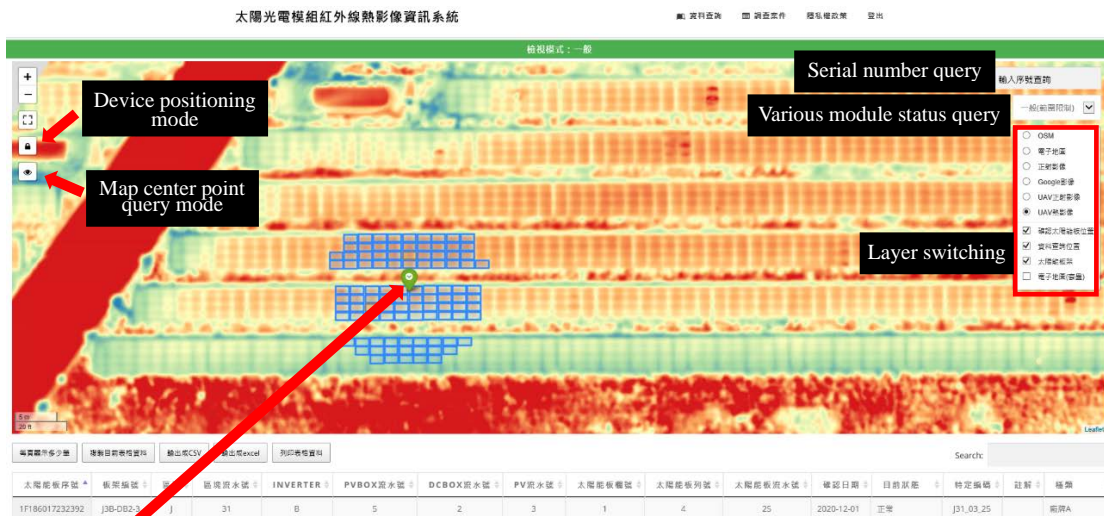 太陽光電模組紅外線熱影像資訊系統
資料查詢 調查案件 隱私權政策 登出
檢視模式：一般
+
−
Device positioning
mode
Map center point
query mode
Serial number query
輸入序號查詢
Various module status query
一般(範圍限制)
OSM
電子地圖
正射影像
Google影像
UAV正射影像
UAV熱影像
確認太陽能板位置
資料查詢位置
太陽能板架
Layer switching
電子地圖(套疊)
5 m
20 ft
Leaflet
每頁顯示多少筆 複製目前表格資料 輸出成CSV 輸出成excel 列印表格資料
Search:
太陽能板序號 板架編號 區域流水號 INVERTER PVBOX流水號 DCBOX流水號 PV流水號 太陽能板欄號 太陽能板列號 太陽能板流水號 確認日期 目前狀態 特定編碼 註解 種類
1F186017232392 J3B-DB2-3 J 31 B 5 2 3 1 4 25 2020-12-01 正常 J31_03_25 廠牌A